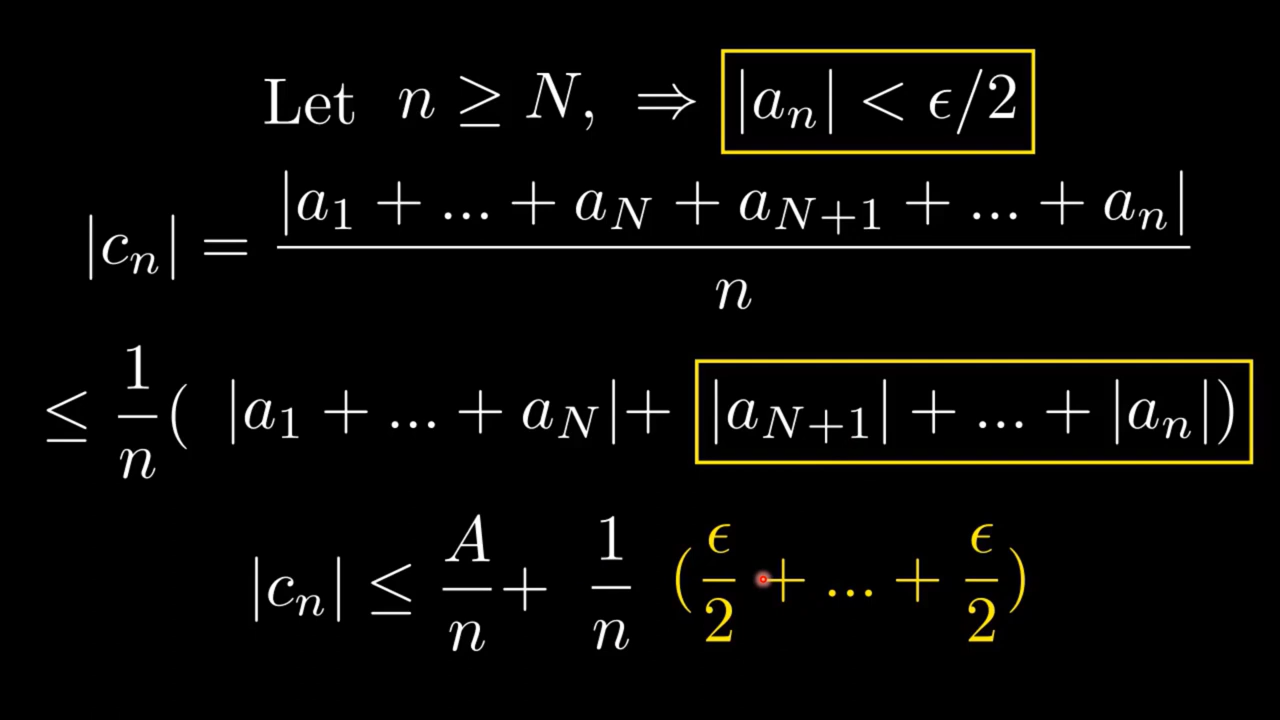 Let n ≥ N, ⇒ |aₙ| < ϵ/2
|cₙ| = |a₁ + ... + a_N + a_{N+1} + ... + aₙ| / n
≤ 1/n ( |a₁ + ... + a_N| + |a_{N+1}| + ... + |aₙ|)
|cₙ| ≤ A/n + 1/n (ϵ/2 + ... + ϵ/2)